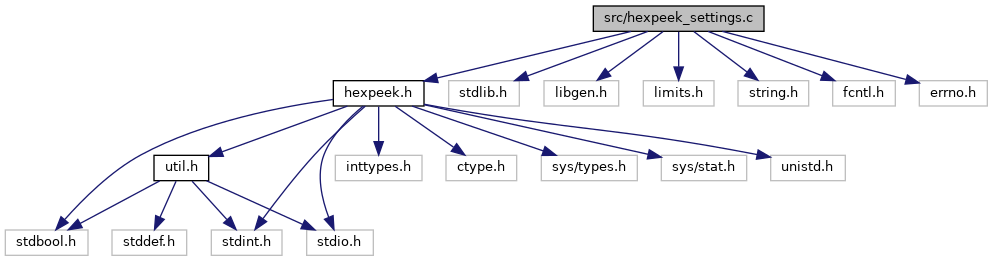 src/hexpeek_settings.c
hexpeek.h
stdlib.h
libgen.h
limits.h
string.h
fcntl.h
errno.h
util.h
inttypes.h
ctype.h
sys/types.h
sys/stat.h
unistd.h
stdbool.h
stddef.h
stdint.h
stdio.h